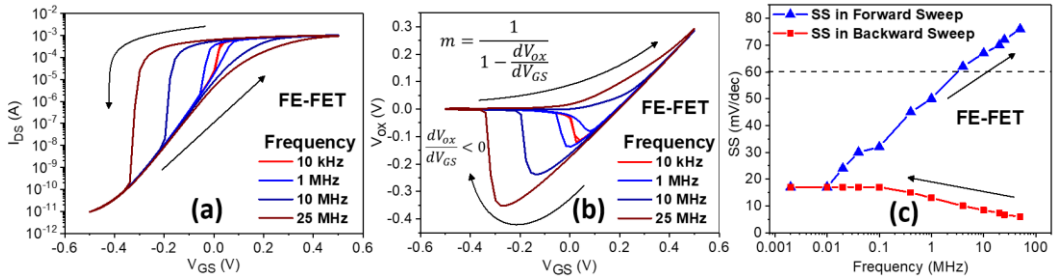 10⁻²
10⁻³
10⁻⁴
10⁻⁵
10⁻⁶
10⁻⁷
10⁻⁸
10⁻⁹
10⁻¹⁰
10⁻¹¹
10⁻¹²
I_DS (A)
FE-FET
Frequency
10 kHz
1 MHz
10 MHz
25 MHz
(a)
-0.6 -0.4 -0.2 0.0 0.2 0.4 0.6
V_GS (V)
0.3
0.2
0.1
0.0
-0.1
-0.2
0.3
-0.4
V_ox (V)
m = 1 / (1 - dV_ox/dV_GS)
FE-FET
dV_ox/dV_GS < 0
Frequency
10 kHz
1 MHz
10 MHz
25 MHz
(b)
-0.6 -0.4 -0.2 0.0 0.2 0.4 0.6
V_GS (V)
85
80
70
60
50
40
30
20
10
0
SS (mV/dec)
SS in Forward Sweep
SS in Backward Sweep
FE-FET
(c)
0.001 0.01 0.1 1 10 100
Frequency (MHz)